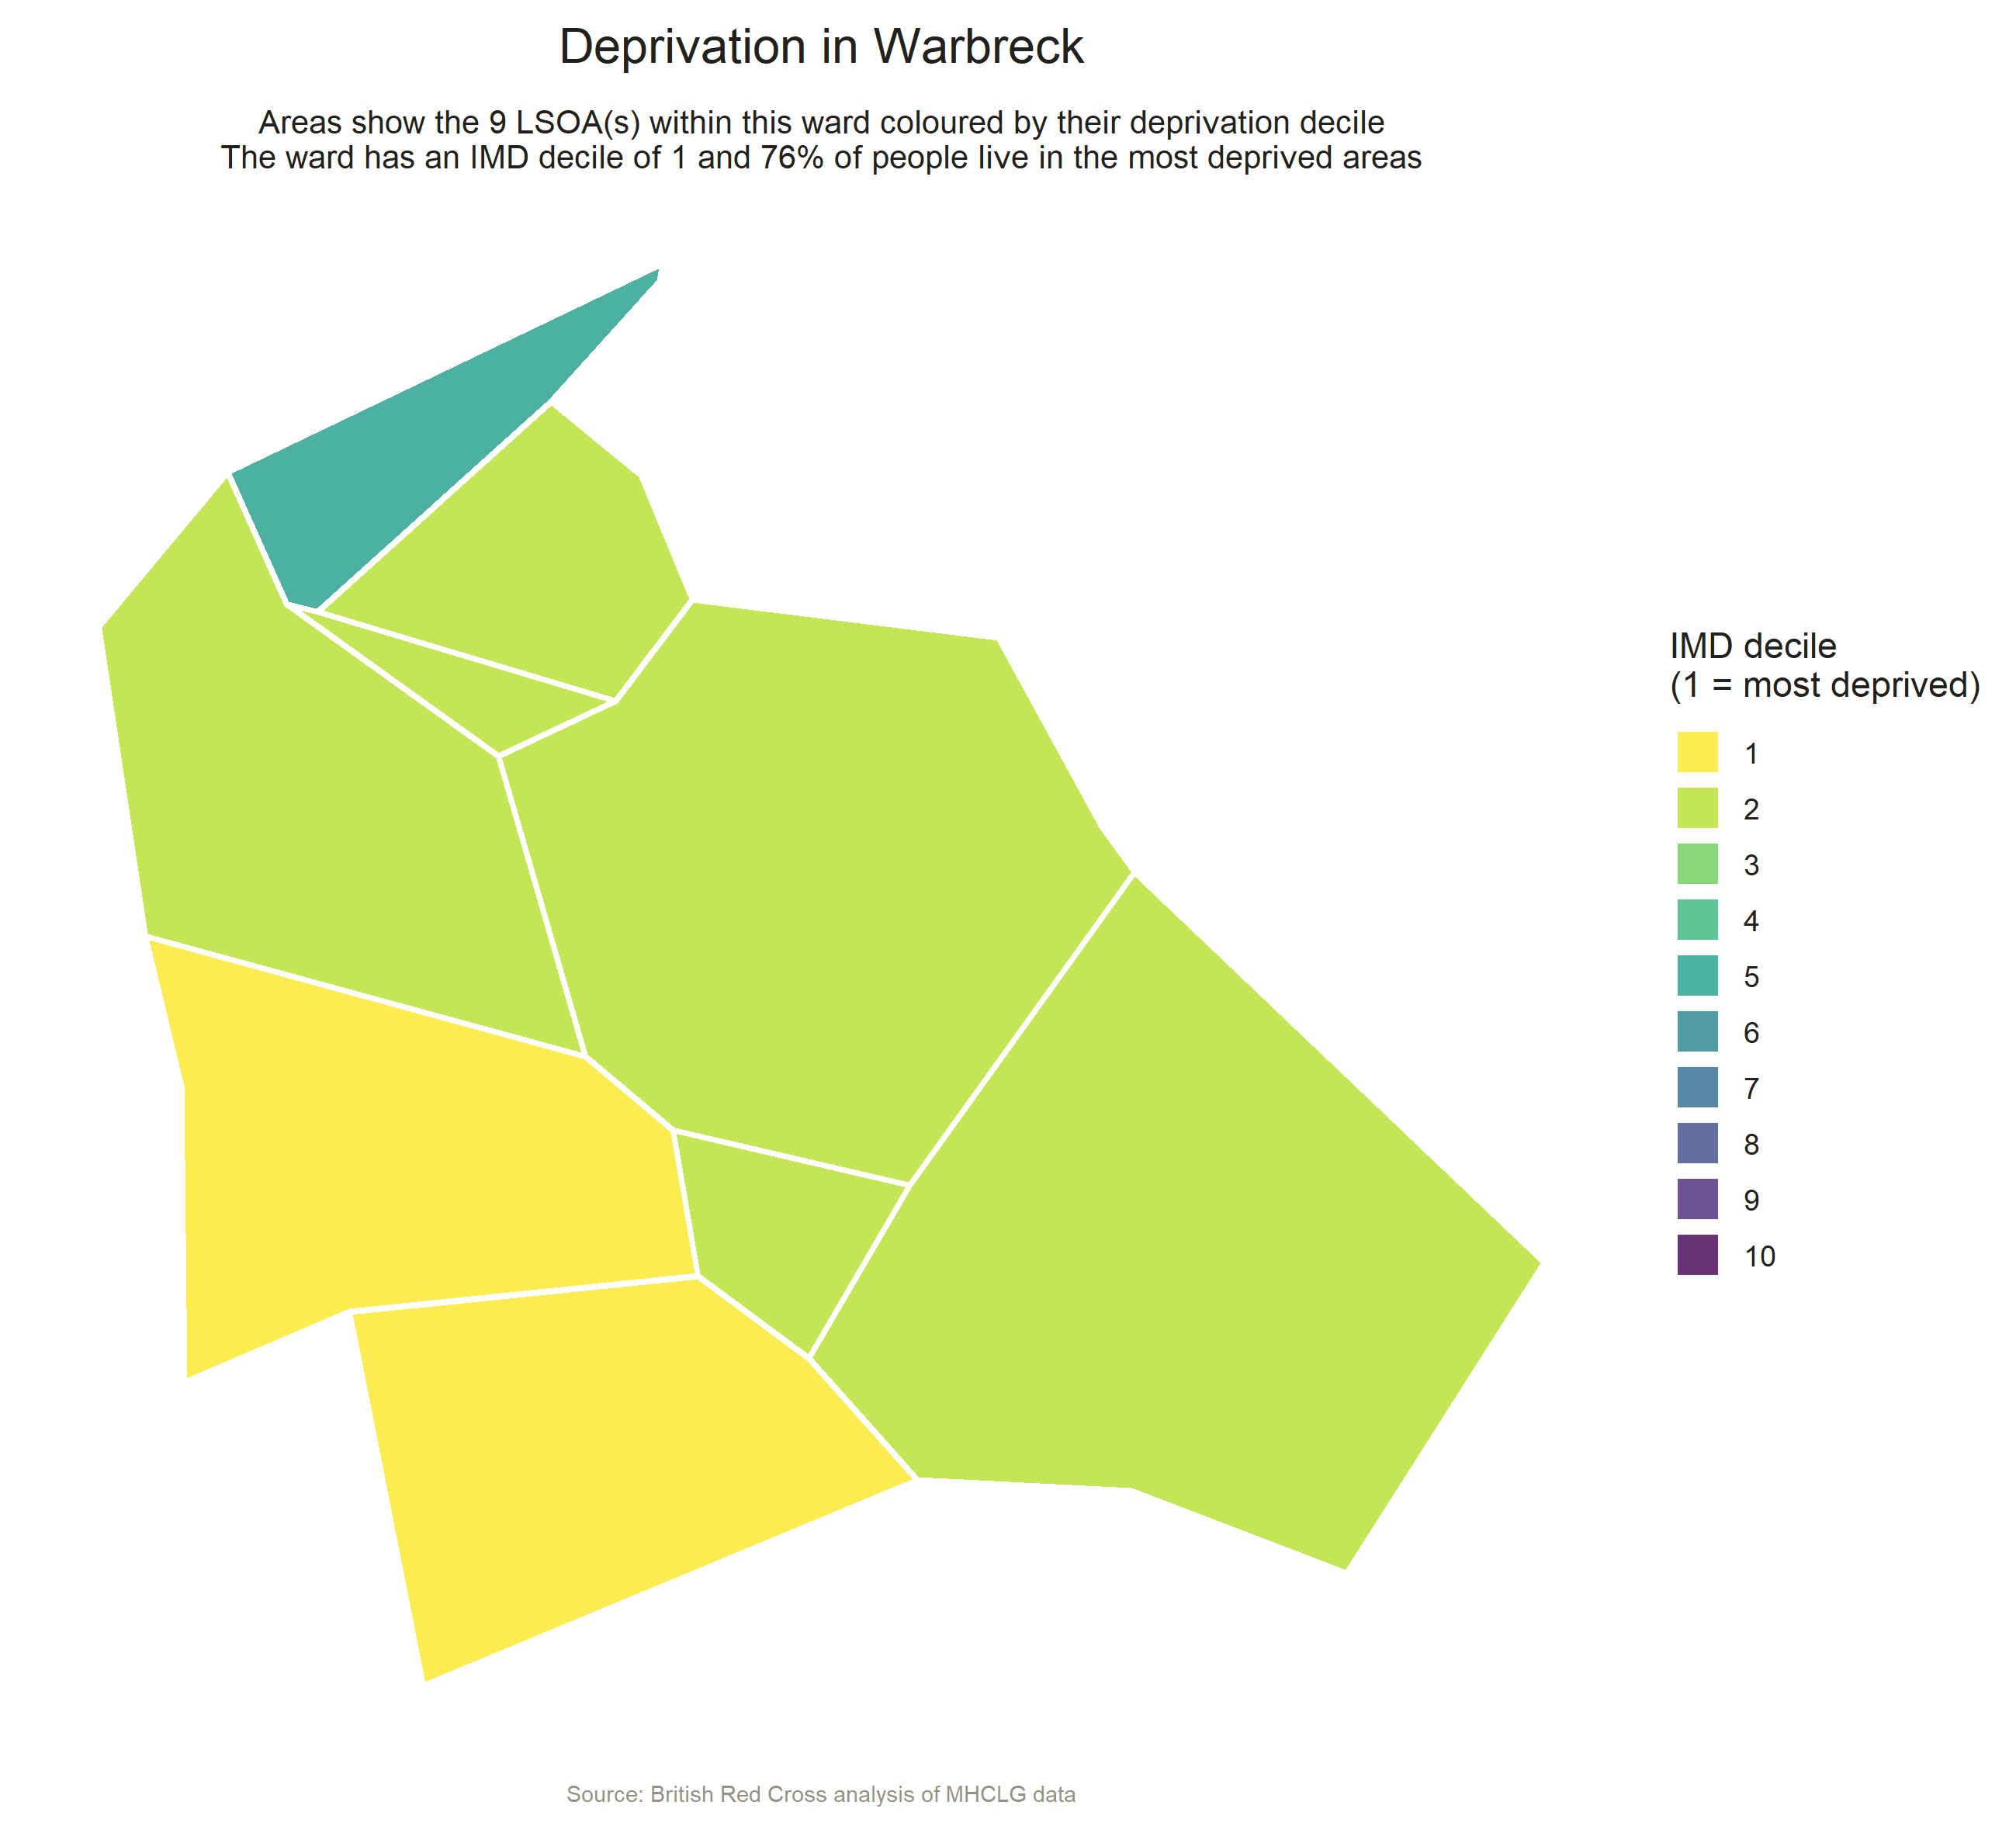 Deprivation in Warbreck
Areas show the 9 LSOA(s) within this ward coloured by their deprivation decile
The ward has an IMD decile of 1 and 76% of people live in the most deprived areas
IMD decile
(1 = most deprived)
1
2
3
4
5
6
7
8
9
10
Source: British Red Cross analysis of MHCLG data